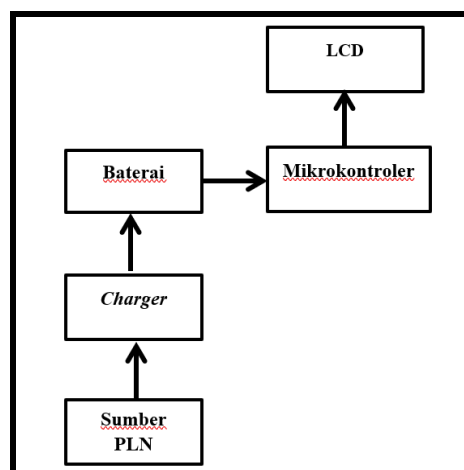 LCD
Baterai
Mikrokontroler
Charger
Sumber
PLN